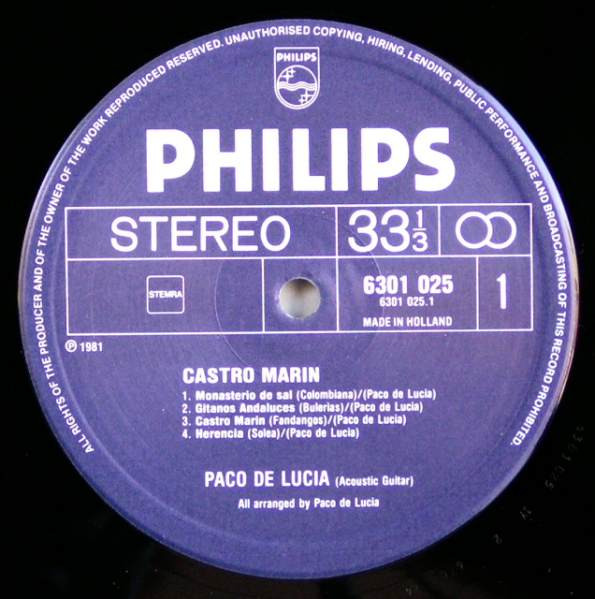 ALL RIGHTS OF THE PRODUCER AND OF THE OWNER OF THE WORK REPRODUCED RESERVED. UNAUTHORISED COPYING, HIRING, LENDING, PUBLIC PERFORMANCE AND BROADCASTING OF THIS RECORD PROHIBITED.
PHILIPS
PHILIPS
STEREO 33 1/3
STEMRA
6301 025
6301 025.1
MADE IN HOLLAND
1
Ⓟ 1981
CASTRO MARIN
1. Monasterio de sal (Colombiana)/(Paco de Lucia)
2. Gitanos Andaluces (Bulerias)/(Paco de Lucia)
3. Castro Marin (Fandangos)/(Paco de Lucia)
4. Herencia (Solea)/(Paco de Lucia)
PACO DE LUCIA (Acoustic Guitar)
All arranged by Paco de Lucia